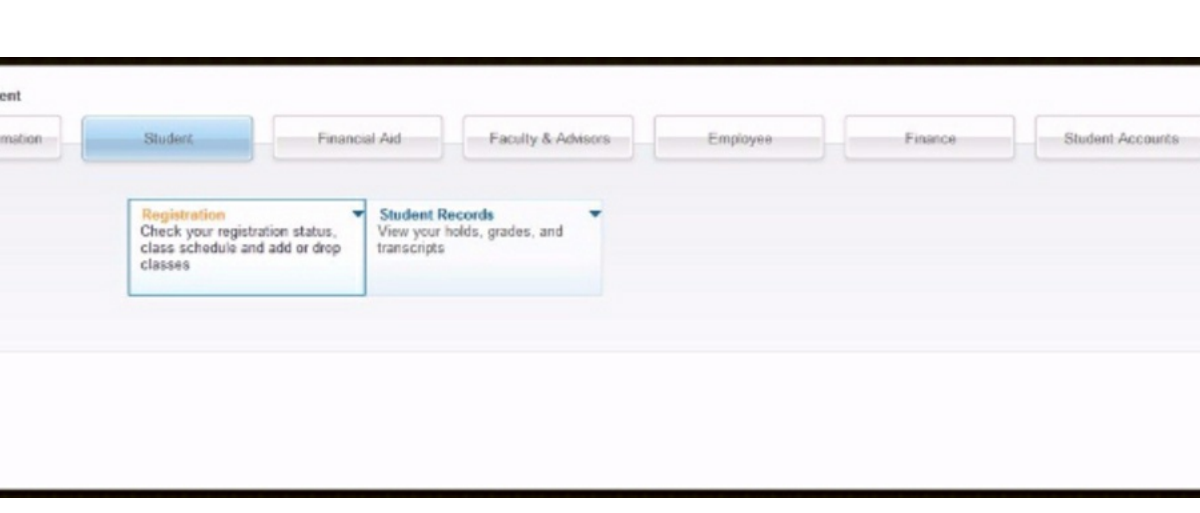 ent
mation
Student
Financial Aid
Faculty & Advisors
Employee
Finance
Student Accounts
Registration
Check your registration status,
class schedule and add or drop
classes
Student Records
View your holds, grades, and
transcripts